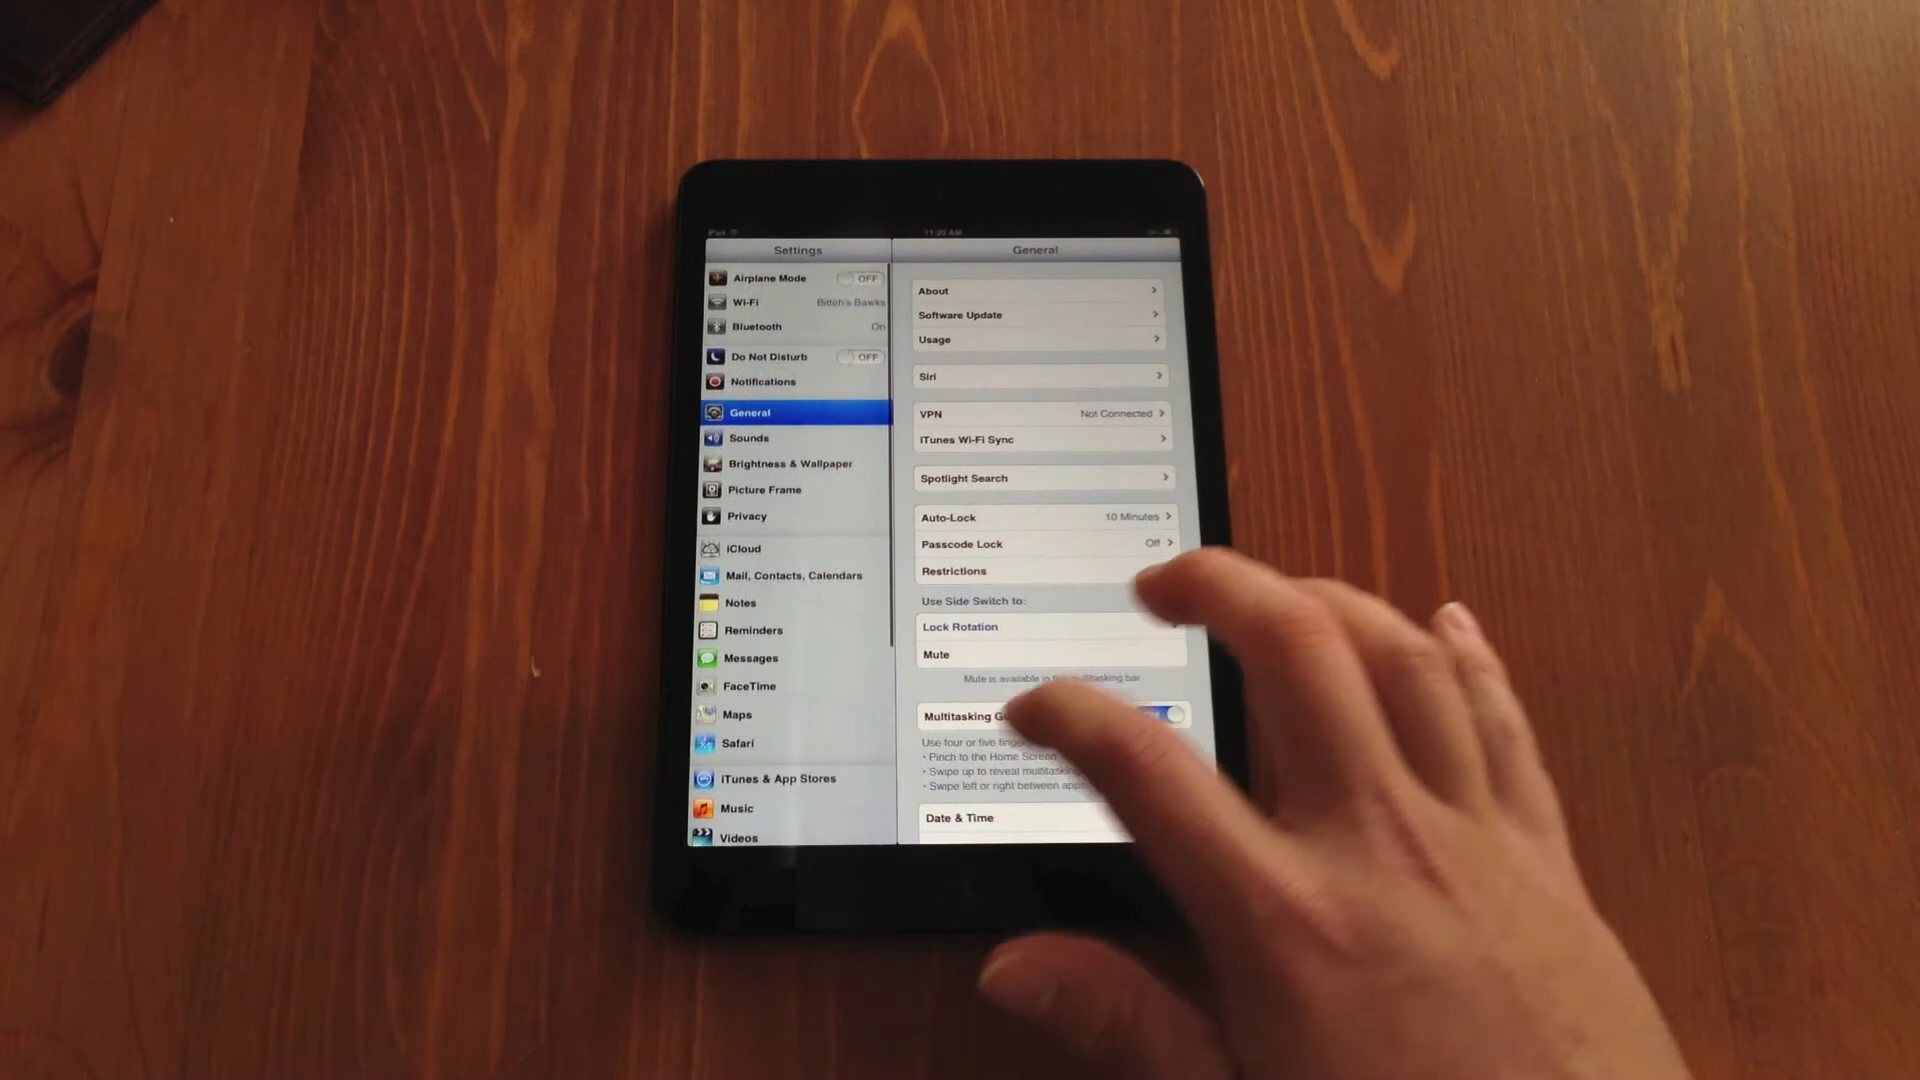 iPad
11:29 AM
Settings
General
Airplane Mode OFF
Wi-Fi Bitteh's Bawks
Bluetooth On
Do Not Disturb OFF
Notifications
General
Sounds
Brightness & Wallpaper
Picture Frame
Privacy
iCloud
Mail, Contacts, Calendars
Notes
Reminders
Messages
FaceTime
Maps
Safari
iTunes & App Stores
Music
Videos
About
Software Update
Usage
Siri
VPN Not Connected
iTunes Wi-Fi Sync
Spotlight Search
Auto-Lock 10 Minutes
Passcode Lock Off
Restrictions
Use Side Switch to:
Lock Rotation
Mute
Mute is available in the multitasking bar.
Multitasking
Use four or five
• Pinch to the Home Screen
• Swipe up to reveal
• Swipe left or right between apps
Date & Time